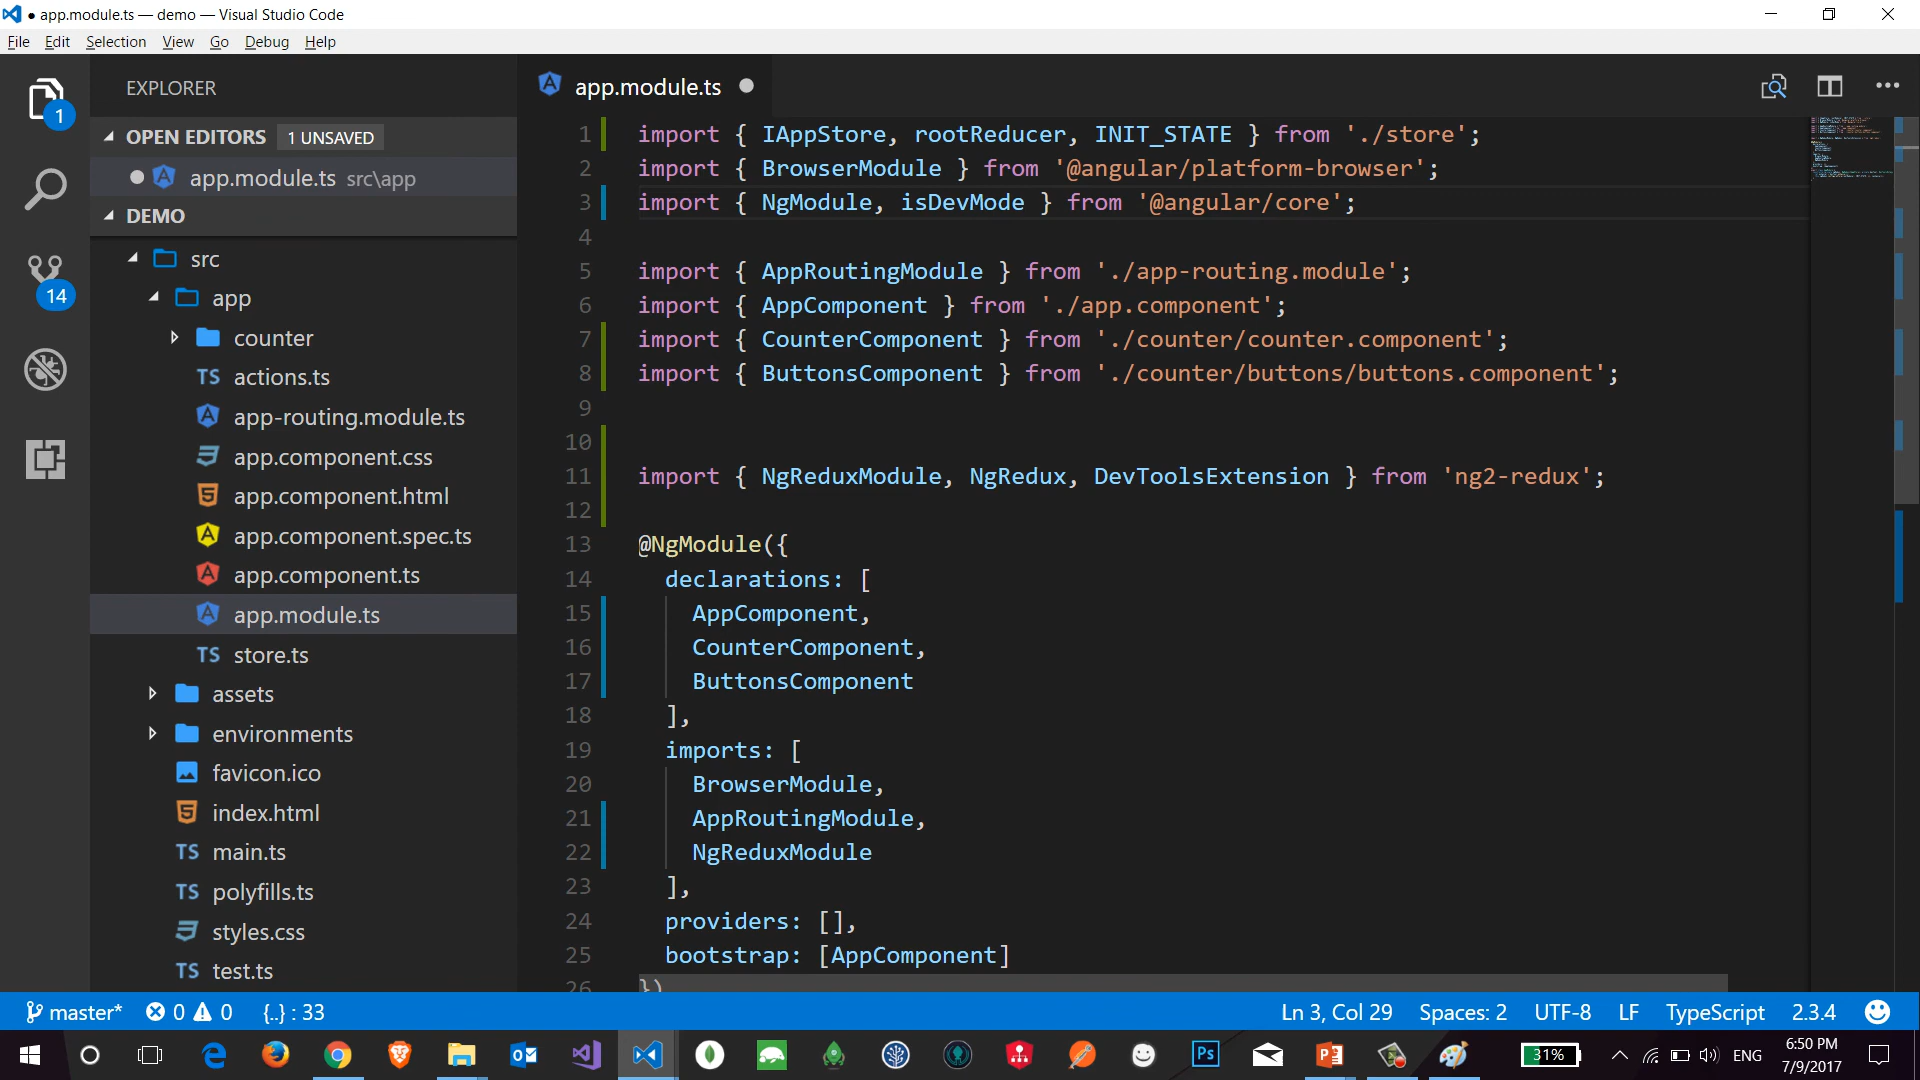 ● app.module.ts — demo — Visual Studio Code
File Edit Selection View Go Debug Help
EXPLORER
OPEN EDITORS 1 UNSAVED
app.module.ts src\app
DEMO
src
app
counter
TS actions.ts
app-routing.module.ts
app.component.css
app.component.html
app.component.spec.ts
app.component.ts
app.module.ts
TS store.ts
assets
environments
favicon.ico
index.html
TS main.ts
TS polyfills.ts
styles.css
TS test.ts
1
14
app.module.ts
1 import { IAppStore, rootReducer, INIT_STATE } from './store';
2 import { BrowserModule } from '@angular/platform-browser';
3 import { NgModule, isDevMode } from '@angular/core';
4
5 import { AppRoutingModule } from './app-routing.module';
6 import { AppComponent } from './app.component';
7 import { CounterComponent } from './counter/counter.component';
8 import { ButtonsComponent } from './counter/buttons/buttons.component';
9
10
11 import { NgReduxModule, NgRedux, DevToolsExtension } from 'ng2-redux';
12
13 @NgModule({
14 declarations: [
15 AppComponent,
16 CounterComponent,
17 ButtonsComponent
18 ],
19 imports: [
20 BrowserModule,
21 AppRoutingModule,
22 NgReduxModule
23 ],
24 providers: [],
25 bootstrap: [AppComponent]
26 })
master* 0 0 {..} : 33 Ln 3, Col 29 Spaces: 2 UTF-8 LF TypeScript 2.3.4
31% ENG 6:50 PM
7/9/2017